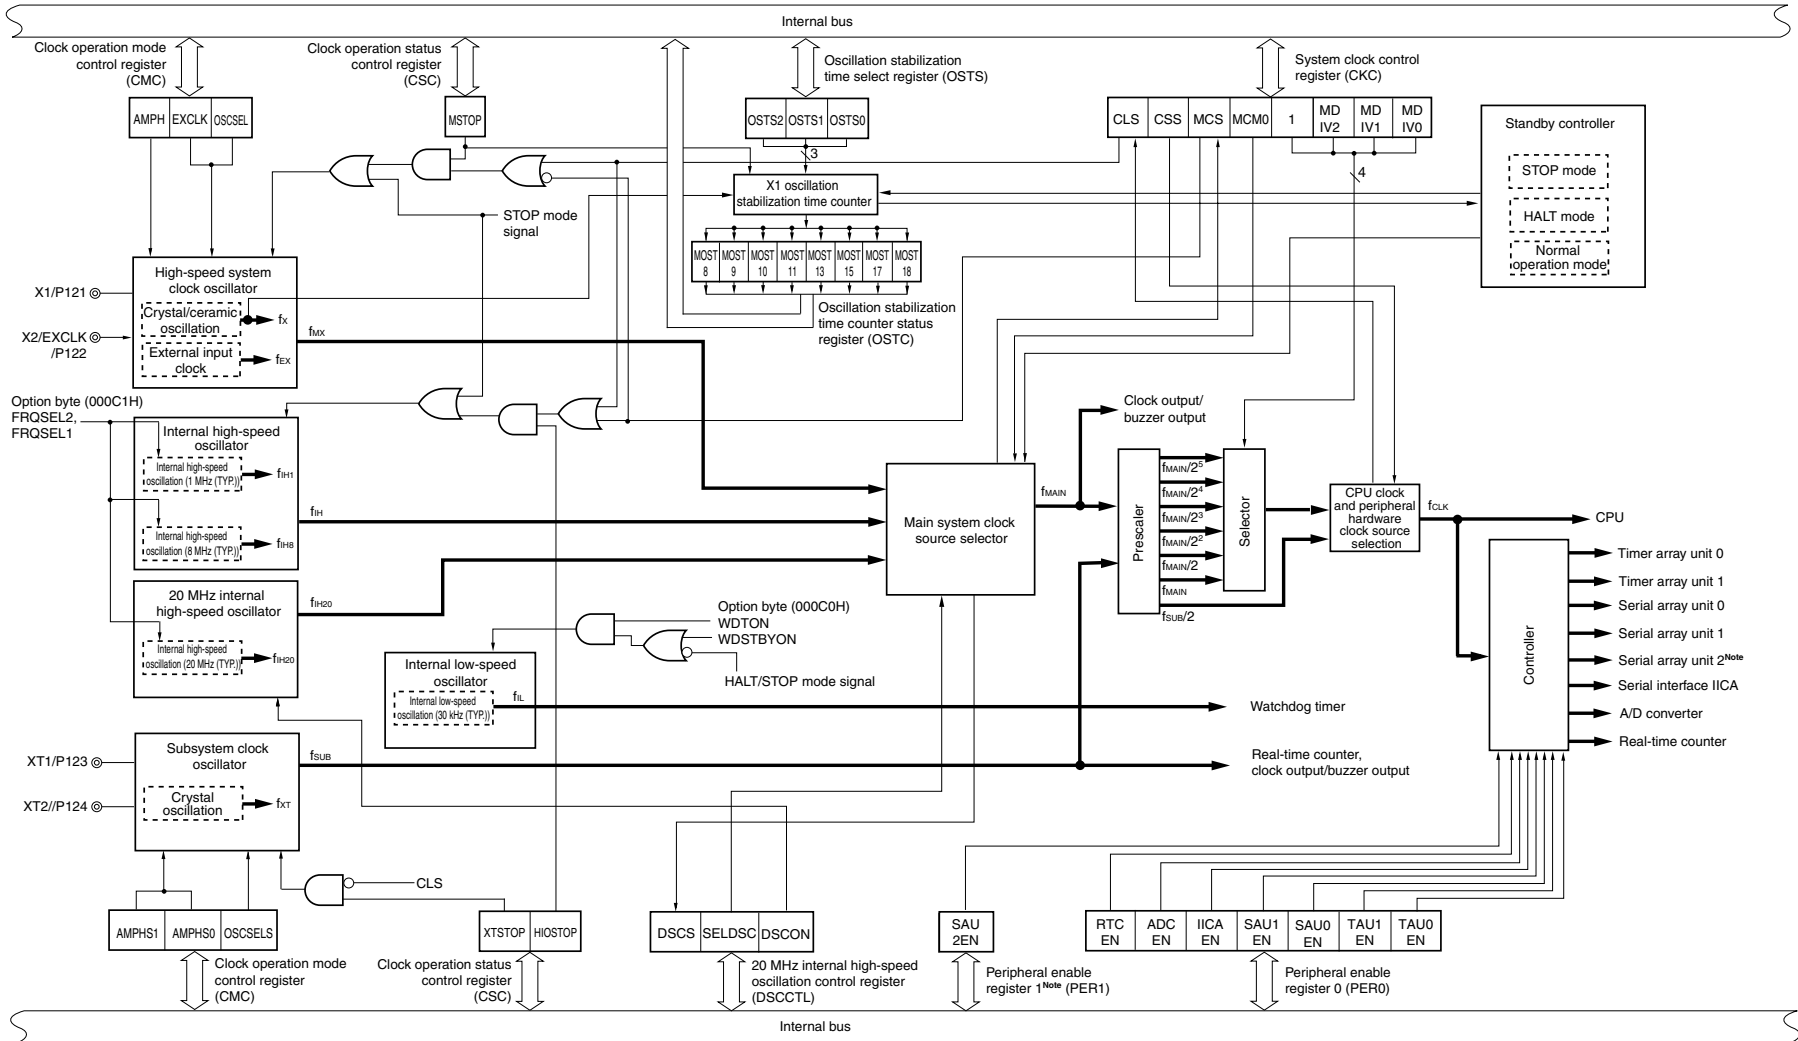 Internal bus
Clock operation mode
control register
(CMC)
Clock operation status
control register
(CSC)
Oscillation stabilization
time select register (OSTS)
System clock control
register (CKC)
AMPH EXCLK OSCSEL
MSTOP
OSTS2 OSTS1 OSTS0
3
CLS CSS MCS MCM0 1 MD IV2 MD IV1 MD IV0
4
Standby controller
STOP mode
HALT mode
Normal
operation mode
X1 oscillation
stabilization time counter
STOP mode
signal
MOST 8 MOST 9 MOST 10 MOST 11 MOST 13 MOST 15 MOST 17 MOST 18
Oscillation stabilization
time counter status
register (OSTC)
High-speed system
clock oscillator
X1/P121
Crystal/ceramic
oscillation
fX
X2/EXCLK
/P122
External input
clock
fEX
fMX
Option byte (000C1H)
FRQSEL2,
FRQSEL1
Internal high-speed
oscillator
Internal high-speed
oscillation (1 MHz (TYP.))
fIH1
fIH
Internal high-speed
oscillation (8 MHz (TYP.))
fIH8
20 MHz internal
high-speed oscillator
fIH20
Internal high-speed
oscillation (20 MHz (TYP.))
fIH20
Main system clock
source selector
fMAIN
Clock output/
buzzer output
Prescaler
fMAIN/2⁵
fMAIN/2⁴
fMAIN/2³
fMAIN/2²
fMAIN/2
fMAIN
fSUB/2
Selector
CPU clock
and peripheral
hardware
clock source
selection
fCLK
CPU
Controller
Timer array unit 0
Timer array unit 1
Serial array unit 0
Serial array unit 1
Serial array unit 2Note
Serial interface IICA
A/D converter
Real-time counter
Option byte (000C0H)
WDTON
WDSTBYON
HALT/STOP mode signal
Internal low-speed
oscillator
Internal low-speed
oscillation (30 kHz (TYP.))
fIL
Watchdog timer
Subsystem clock
oscillator
XT1/P123
XT2//P124
Crystal
oscillation
fXT
fSUB
Real-time counter,
clock output/buzzer output
CLS
AMPHS1 AMPHS0 OSCSELS
XTSTOP HIOSTOP
DSCS SELDSC DSCON
SAU
2EN
RTC EN ADC EN IICA EN SAU1 EN SAU0 EN TAU1 EN TAU0 EN
Clock operation mode
control register
(CMC)
Clock operation status
control register
(CSC)
20 MHz internal high-speed
oscillation control register
(DSCCTL)
Peripheral enable
register 1Note (PER1)
Peripheral enable
register 0 (PER0)
Internal bus